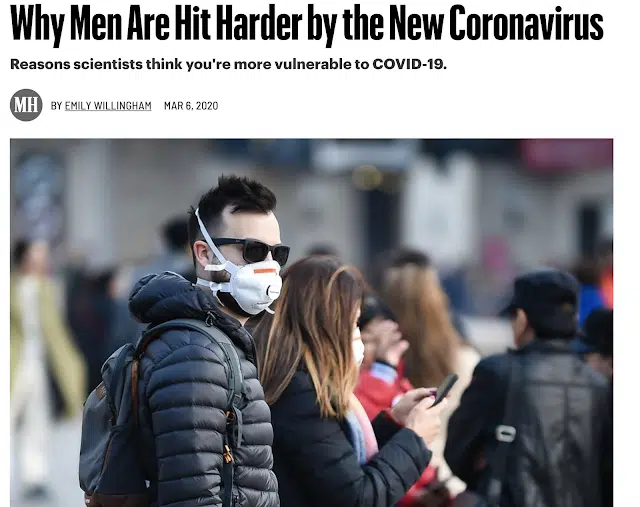 Why Men Are Hit Harder by the New Coronavirus
Reasons scientists think you're more vulnerable to COVID-19.
MH BY EMILY WILLINGHAM MAR 6, 2020